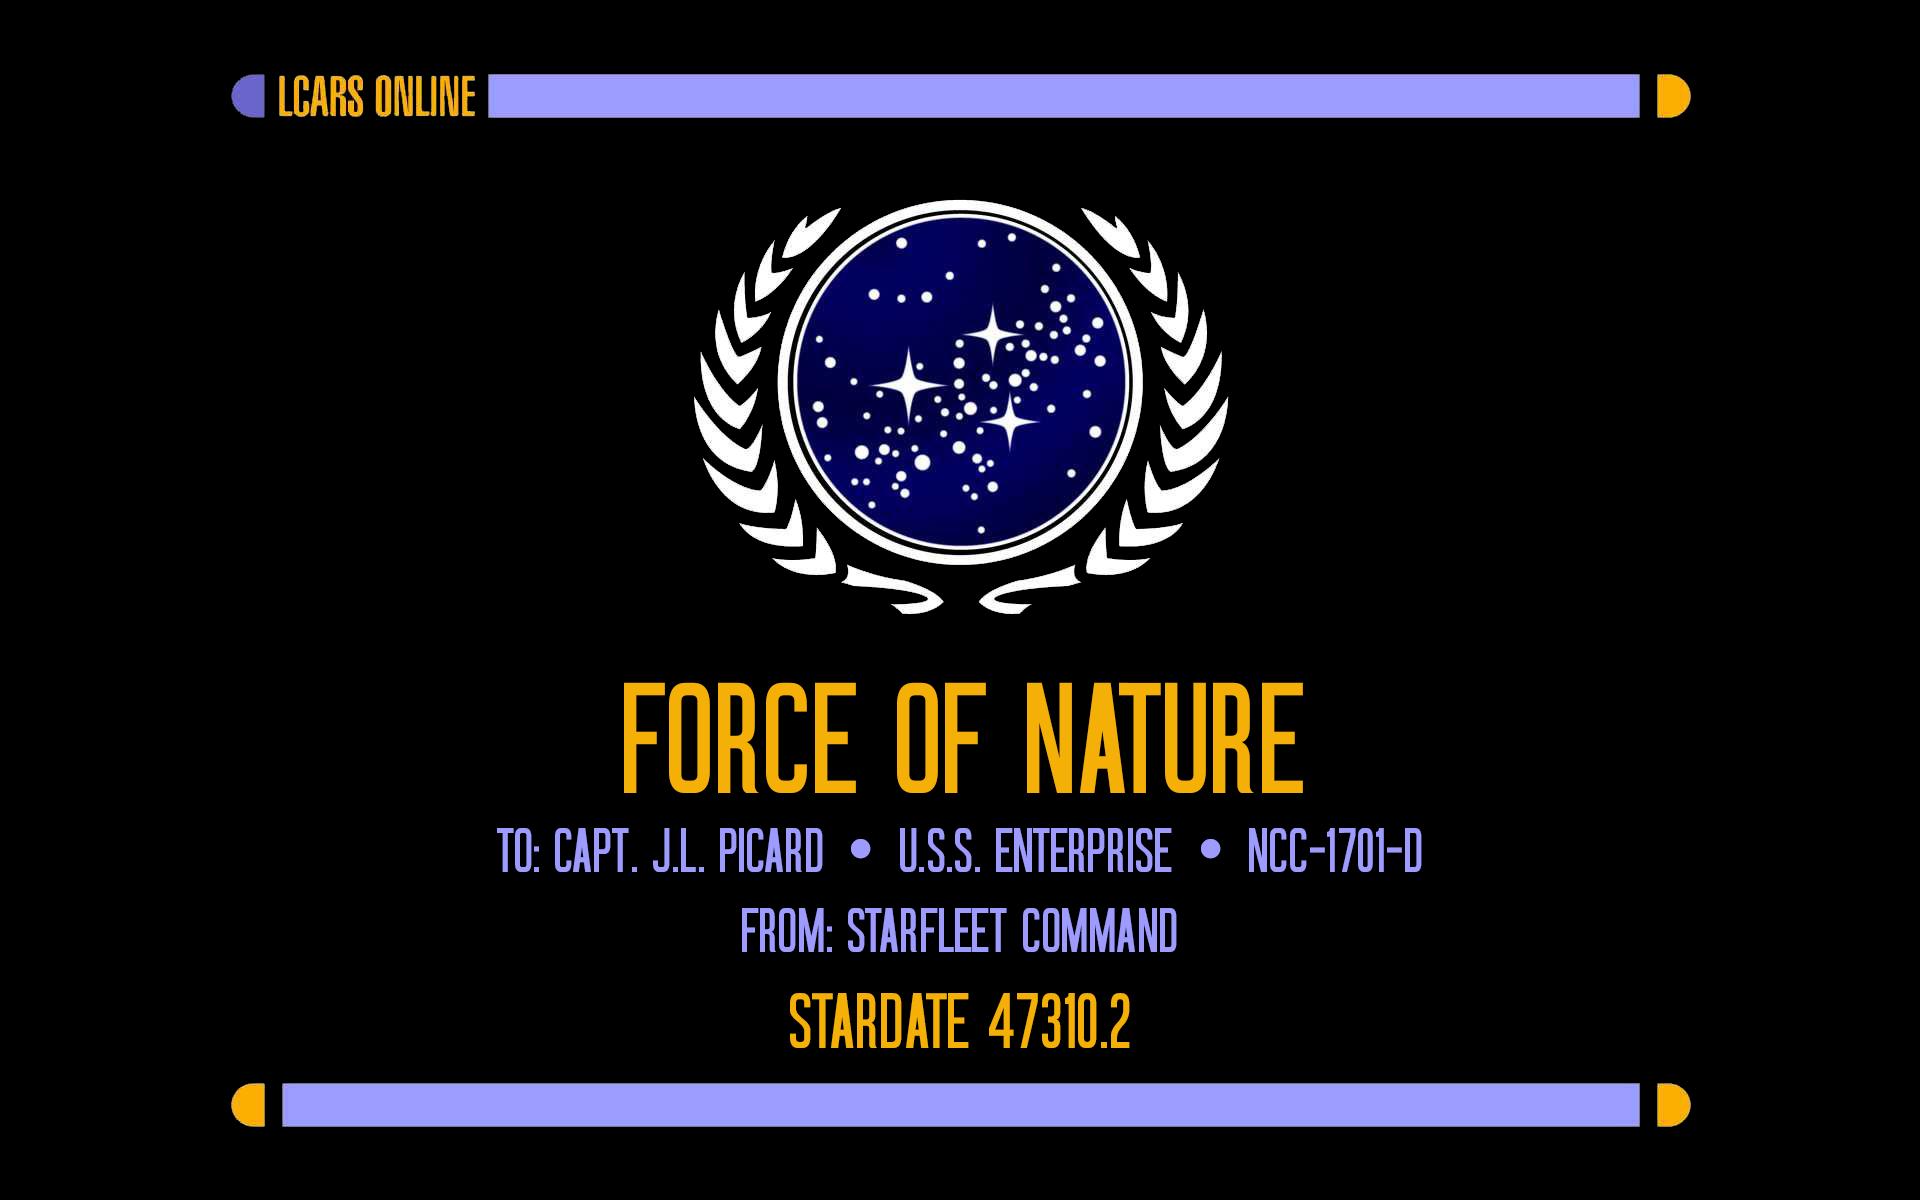 LCARS ONLINE
FORCE OF NATURE
TO: CAPT. J.L. PICARD • U.S.S. ENTERPRISE • NCC-1701-D
FROM: STARFLEET COMMAND
STARDATE 47310.2